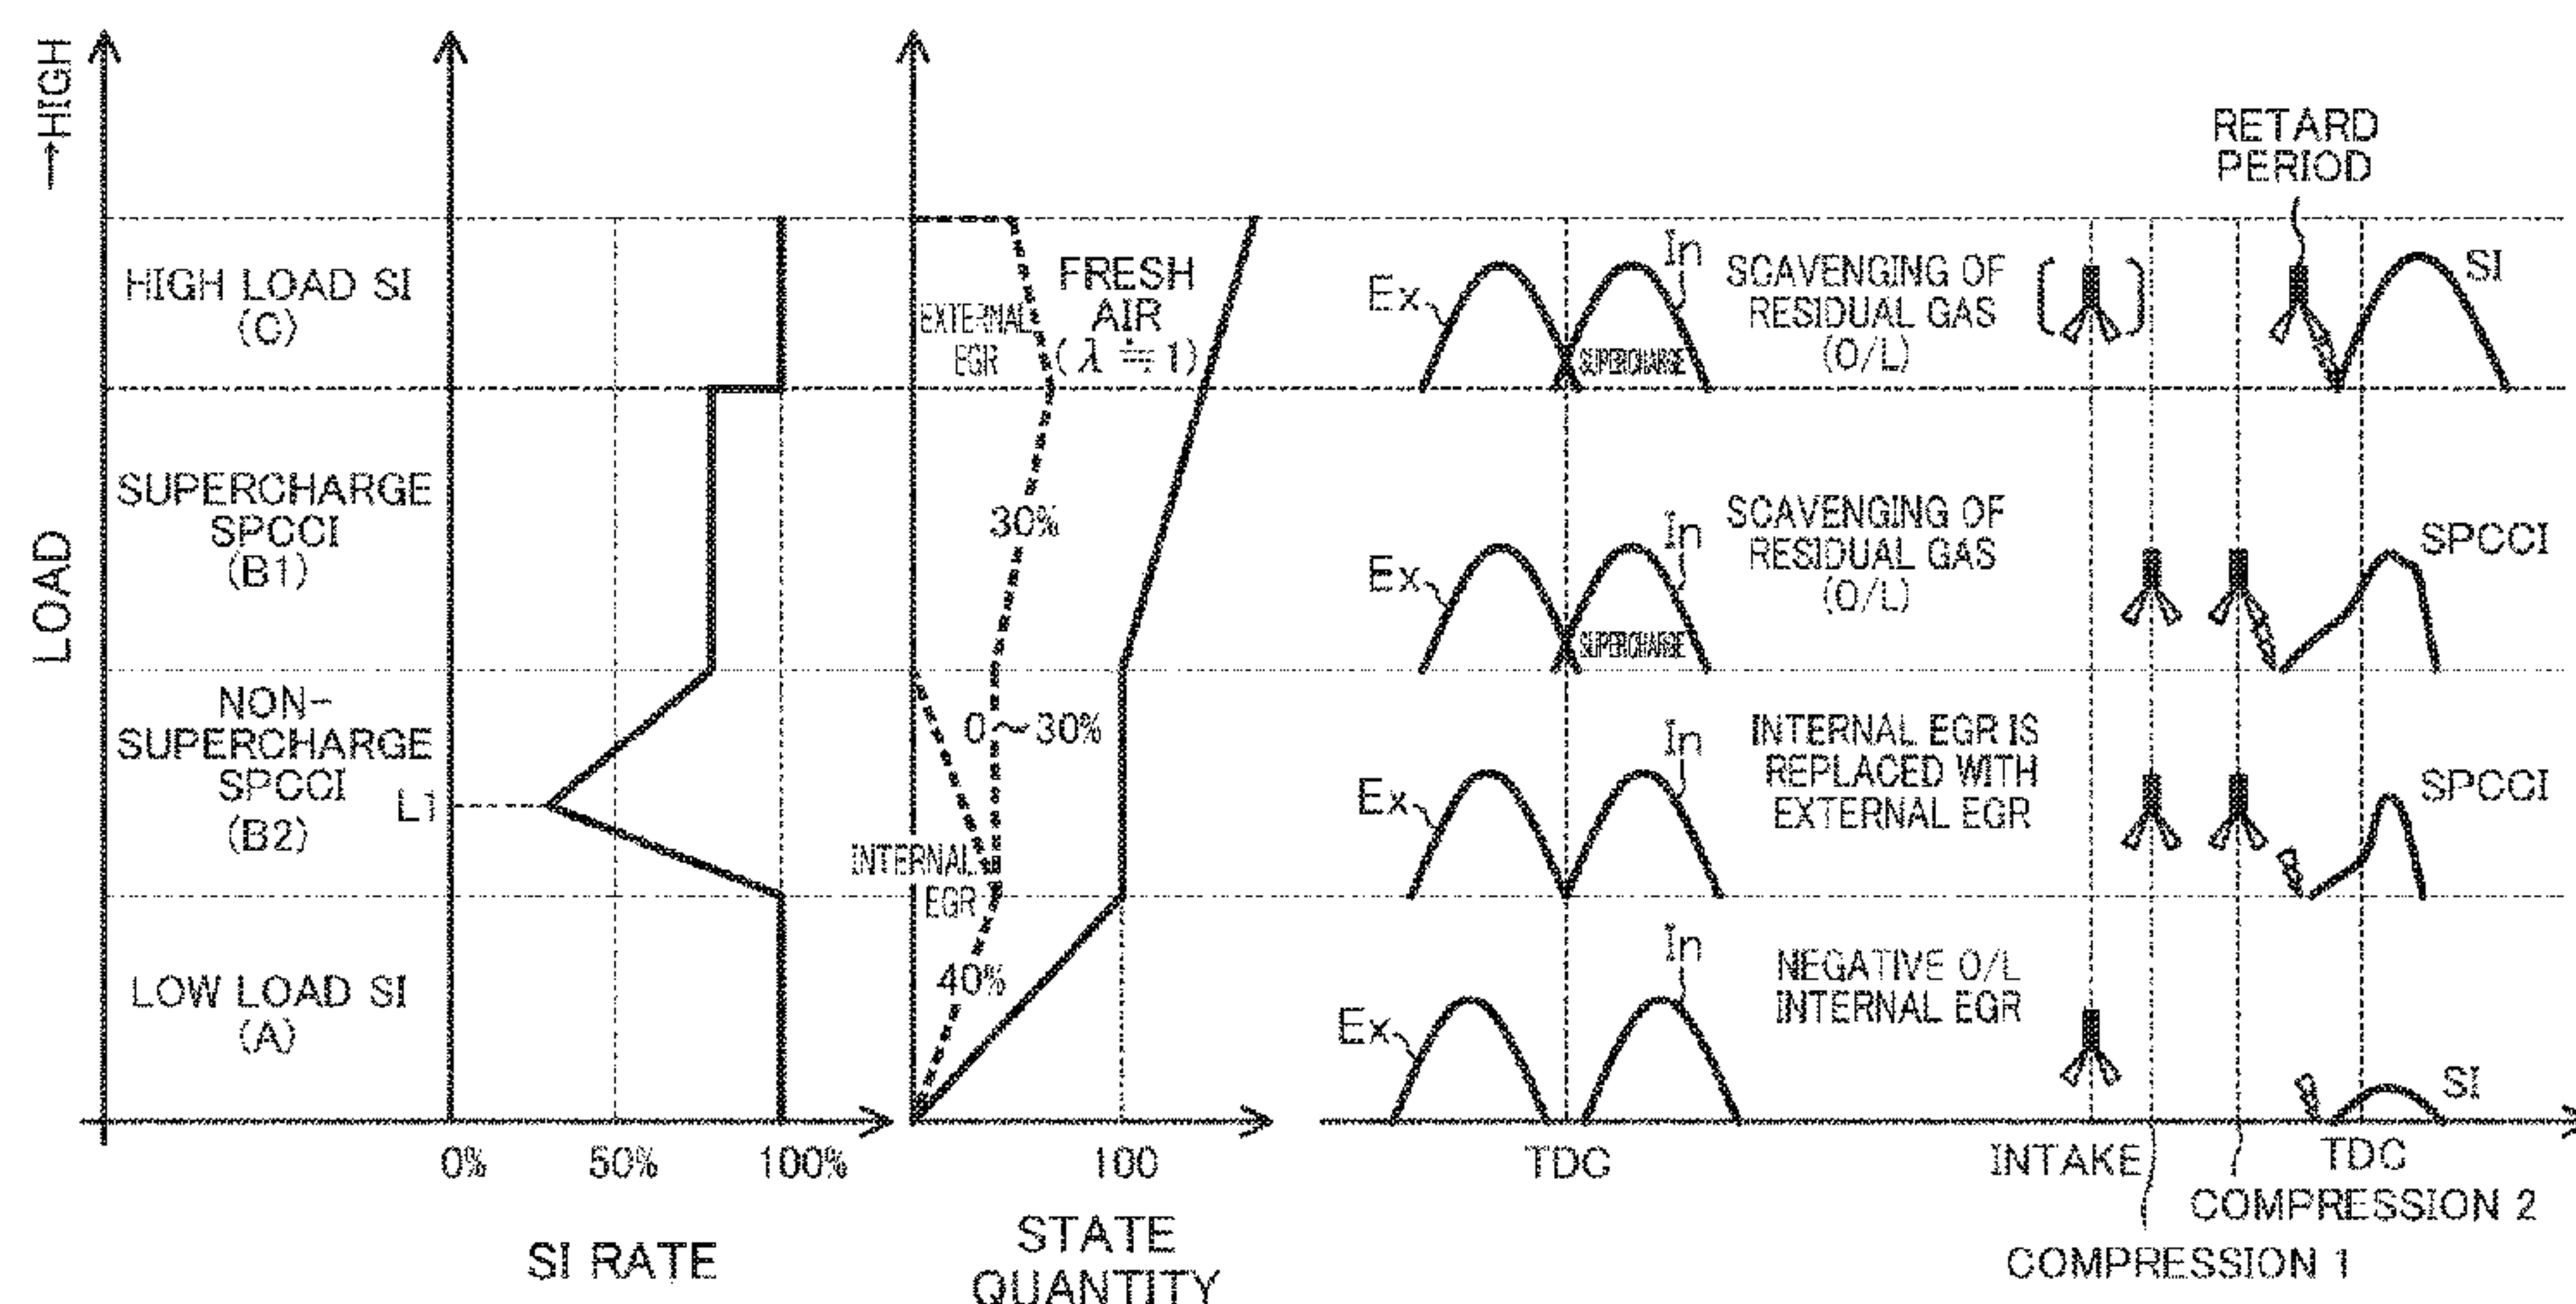 →HIGH
LOAD
HIGH LOAD SI
(C)
SUPERCHARGE
SPCCI
(B1)
NON-
SUPERCHARGE
SPCCI
(B2)
LOW LOAD SI
(A)
L1
0%
50%
100%
SI RATE
EXTERNAL
EGR
FRESH
AIR
(λ≒1)
30%
0~30%
INTERNAL
EGR
40%
100
STATE
QUANTITY
Ex
In
SUPERCHARGE
SCAVENGING OF
RESIDUAL GAS
(O/L)
RETARD
PERIOD
SI
Ex
In
SUPERCHARGE
SCAVENGING OF
RESIDUAL GAS
(O/L)
SPCCI
Ex
In
INTERNAL EGR IS
REPLACED WITH
EXTERNAL EGR
SPCCI
Ex
In
NEGATIVE O/L
INTERNAL EGR
SI
TDC
INTAKE
TDC
COMPRESSION 2
COMPRESSION 1